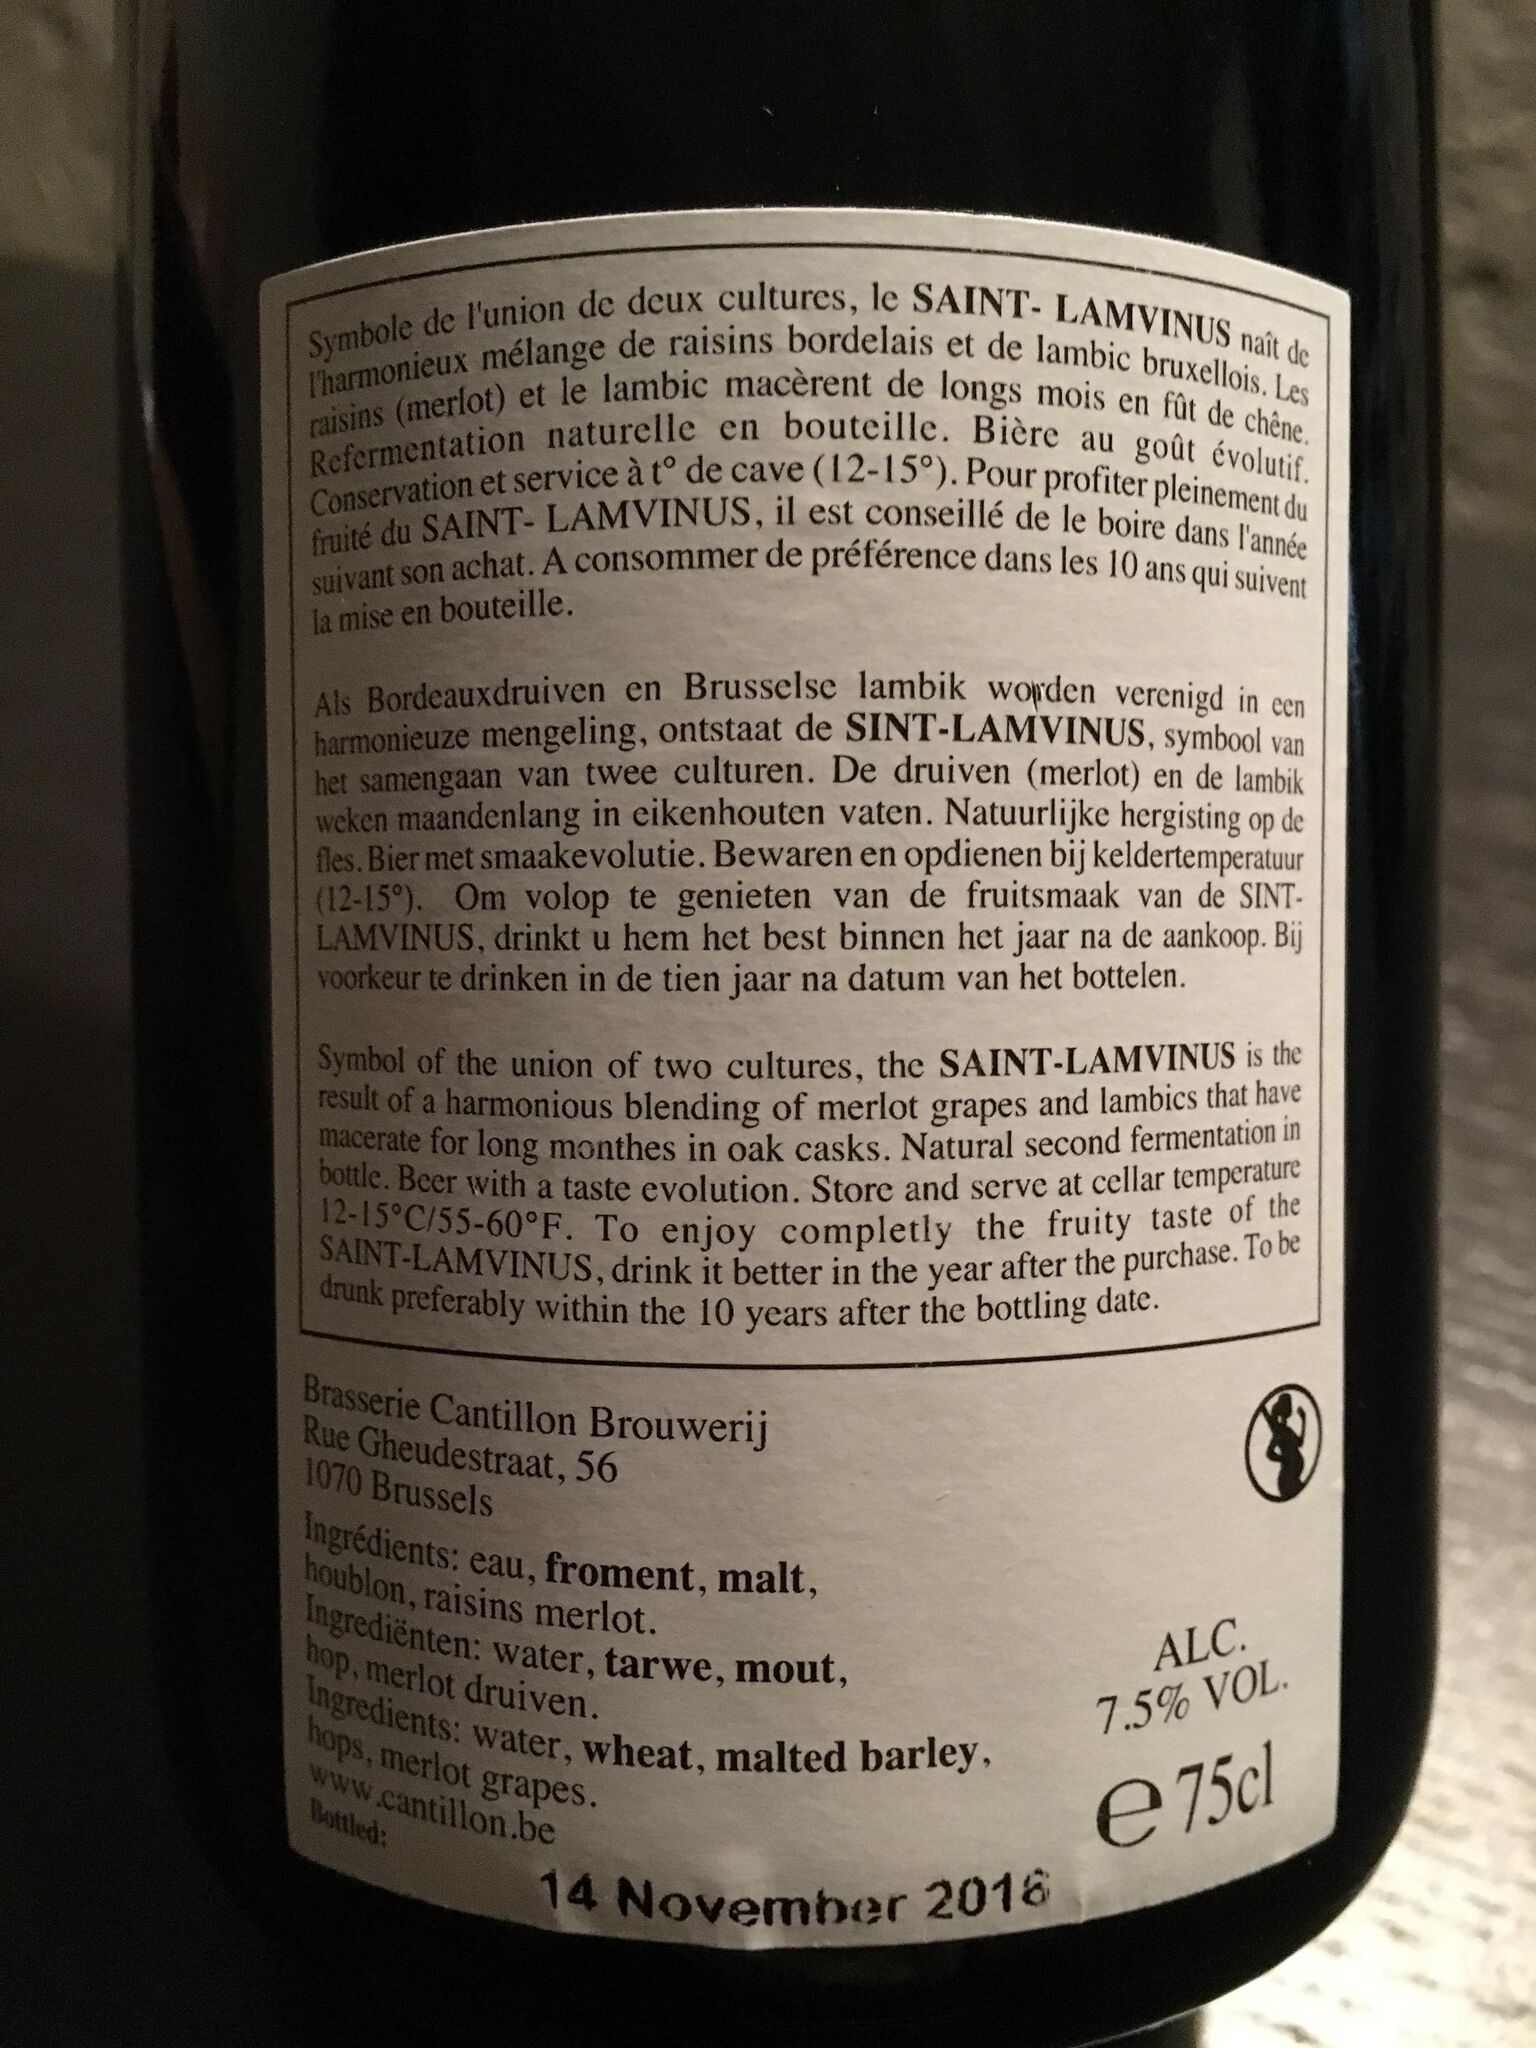 Symbole de l'union de deux cultures, le SAINT- LAMVINUS naît de
l'harmonieux mélange de raisins bordelais et de lambic bruxellois. Les
raisins (merlot) et le lambic macèrent de longs mois en fût de chêne.
Refermentation naturelle en bouteille. Bière au goût évolutif.
Conservation et service à t° de cave (12-15°). Pour profiter pleinement du
fruité du SAINT- LAMVINUS, il est conseillé de le boire dans l'année
suivant son achat. A consommer de préférence dans les 10 ans qui suivent
la mise en bouteille.
Als Bordeauxdruiven en Brusselse lambik worden verenigd in een
harmonieuze mengeling, ontstaat de SINT-LAMVINUS, symbool van
het samengaan van twee culturen. De druiven (merlot) en de lambik
weken maandenlang in eikenhouten vaten. Natuurlijke hergisting op de
fles. Bier met smaakevolutie. Bewaren en opdienen bij keldertemperatuur
(12-15°). Om volop te genieten van de fruitsmaak van de SINT-
LAMVINUS, drinkt u hem het best binnen het jaar na de aankoop. Bij
voorkeur te drinken in de tien jaar na datum van het bottelen.
Symbol of the union of two cultures, the SAINT-LAMVINUS is the
result of a harmonious blending of merlot grapes and lambics that have
macerate for long monthes in oak casks. Natural second fermentation in
bottle. Beer with a taste evolution. Store and serve at cellar temperature
12-15°C/55-60°F. To enjoy completly the fruity taste of the
SAINT-LAMVINUS, drink it better in the year after the purchase. To be
drunk preferably within the 10 years after the bottling date.
Brasserie Cantillon Brouwerij
Rue Gheudestraat, 56
1070 Brussels
Ingrédients: eau, froment, malt,
houblon, raisins merlot.
Ingrediënten: water, tarwe, mout,
hop, merlot druiven.
Ingredients: water, wheat, malted barley,
hops, merlot grapes.
www.cantillon.be
Bottled:
14 November 2016
ALC.
7.5% VOL.
e 75cl